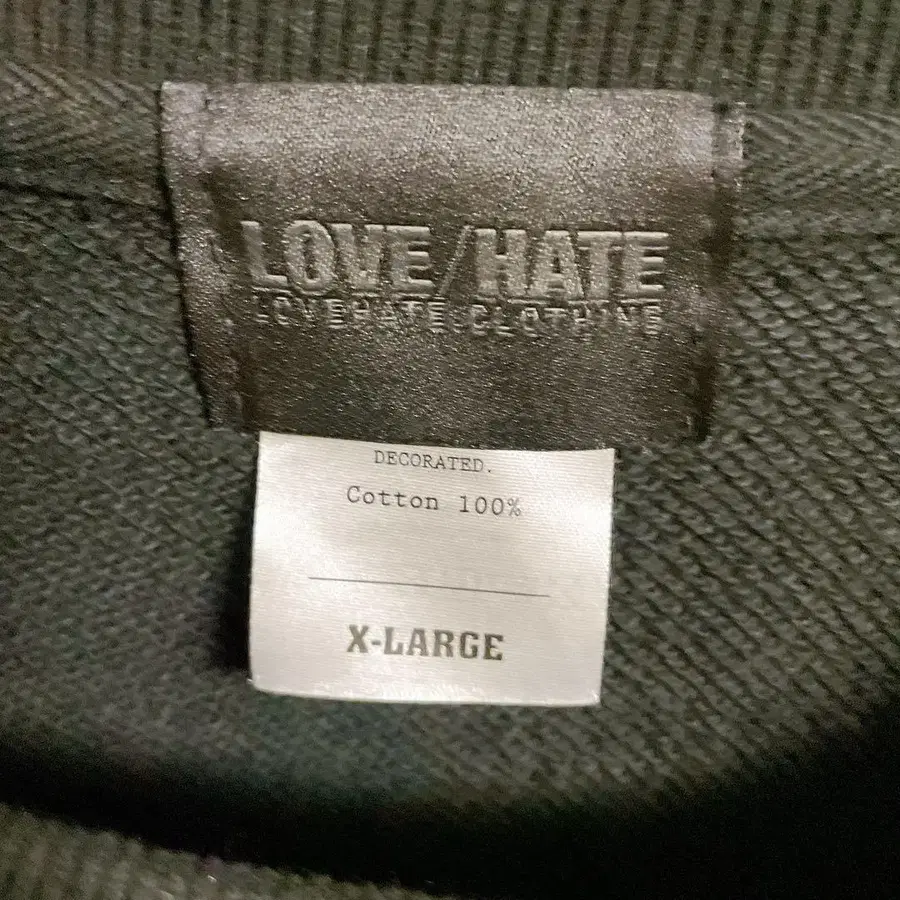 LOVE/HATE
LOVEHATE CLOTHING
DECORATED.
Cotton 100%
X-LARGE